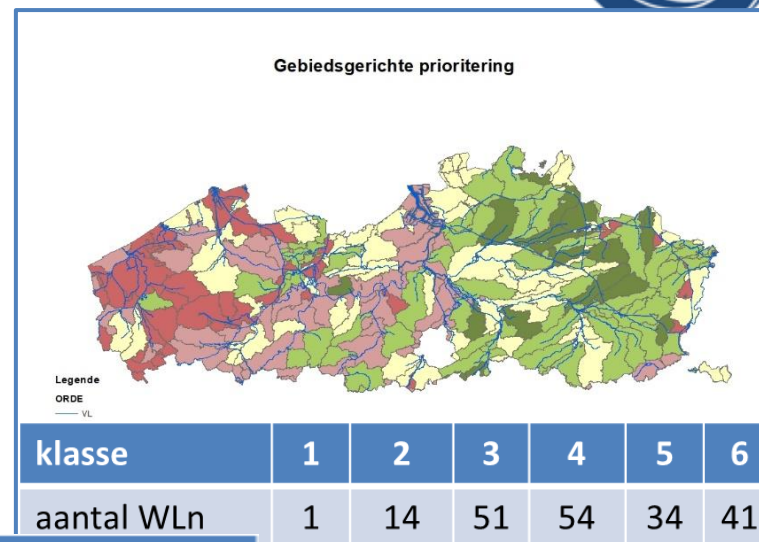 Gebiedsgerichte prioritering
Legende
ORDE
VL
klasse 1 2 3 4 5 6
aantal WLn 1 14 51 54 34 41